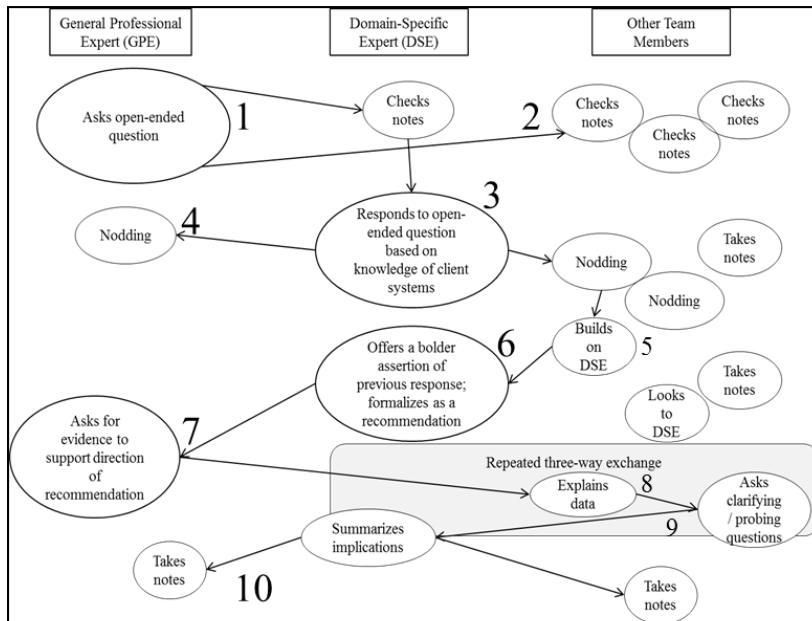 General Professional
Expert (GPE)
Domain-Specific
Expert (DSE)
Other Team
Members
Asks open-ended
question
1
Checks
notes
2
Checks
notes
Checks
notes
Checks
notes
3
Responds to open-
ended question
based on
knowledge of client
systems
4
Nodding
Nodding
Nodding
Takes
notes
Builds
on
DSE
5
6
Offers a bolder
assertion of
previous response;
formalizes as a
recommendation
Takes
notes
Looks
to
DSE
7
Asks for
evidence to
support direction
of
recommendation
Repeated three-way exchange
Explains
data
8
Asks
clarifying
/ probing
questions
9
Summarizes
implications
Takes
notes
10
Takes
notes